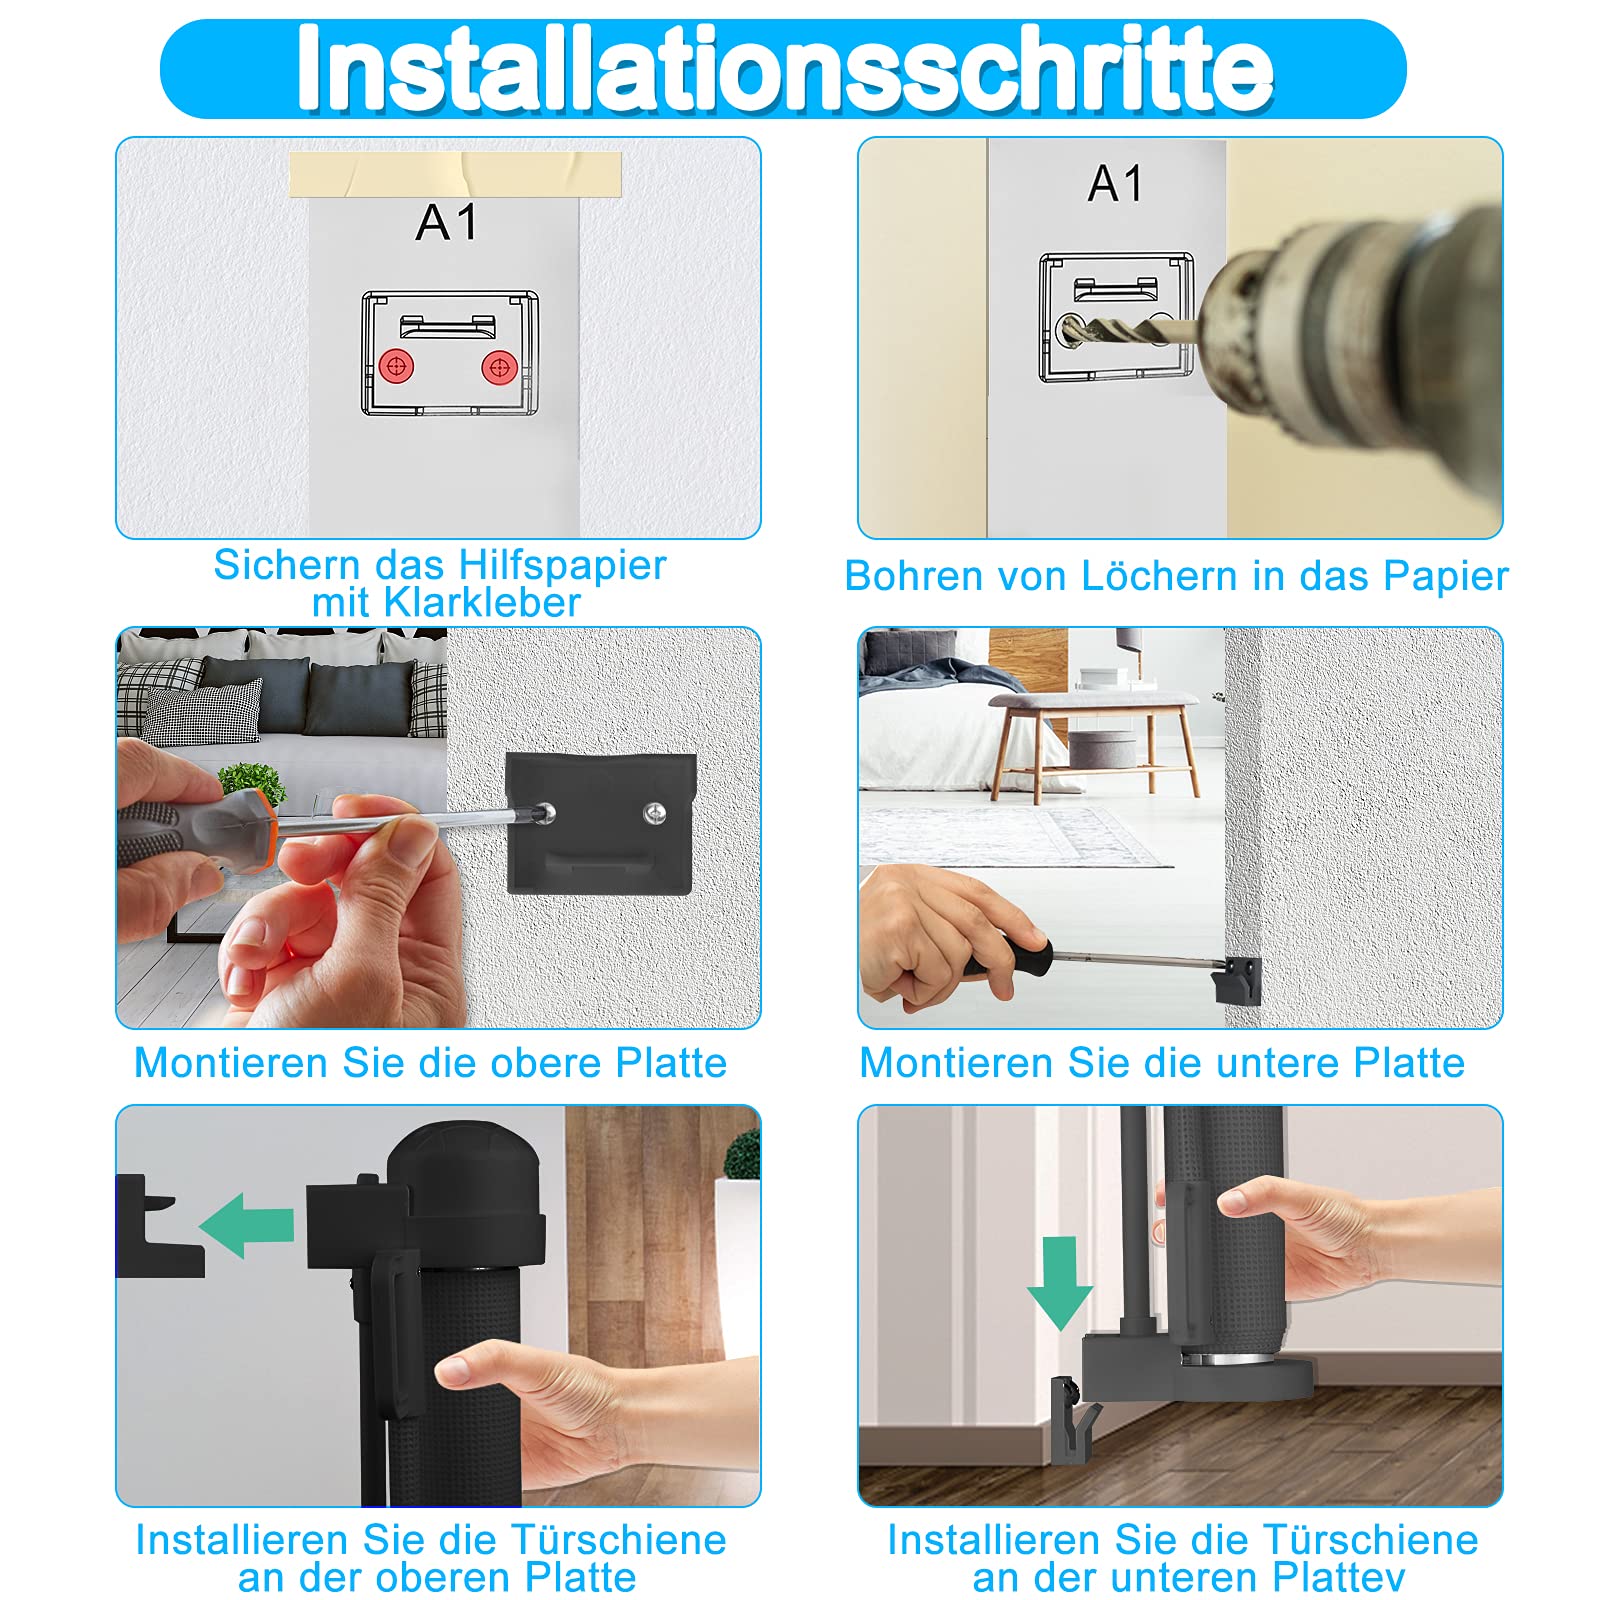 Installationsschritte
A1
A1
Sichern das Hilfspapier
mit Klarkleber
Bohren von Löchern in das Papier
Montieren Sie die obere Platte
Montieren Sie die untere Platte
Installieren Sie die Türschiene
an der oberen Platte
Installieren Sie die Türschiene
an der unteren Plattev